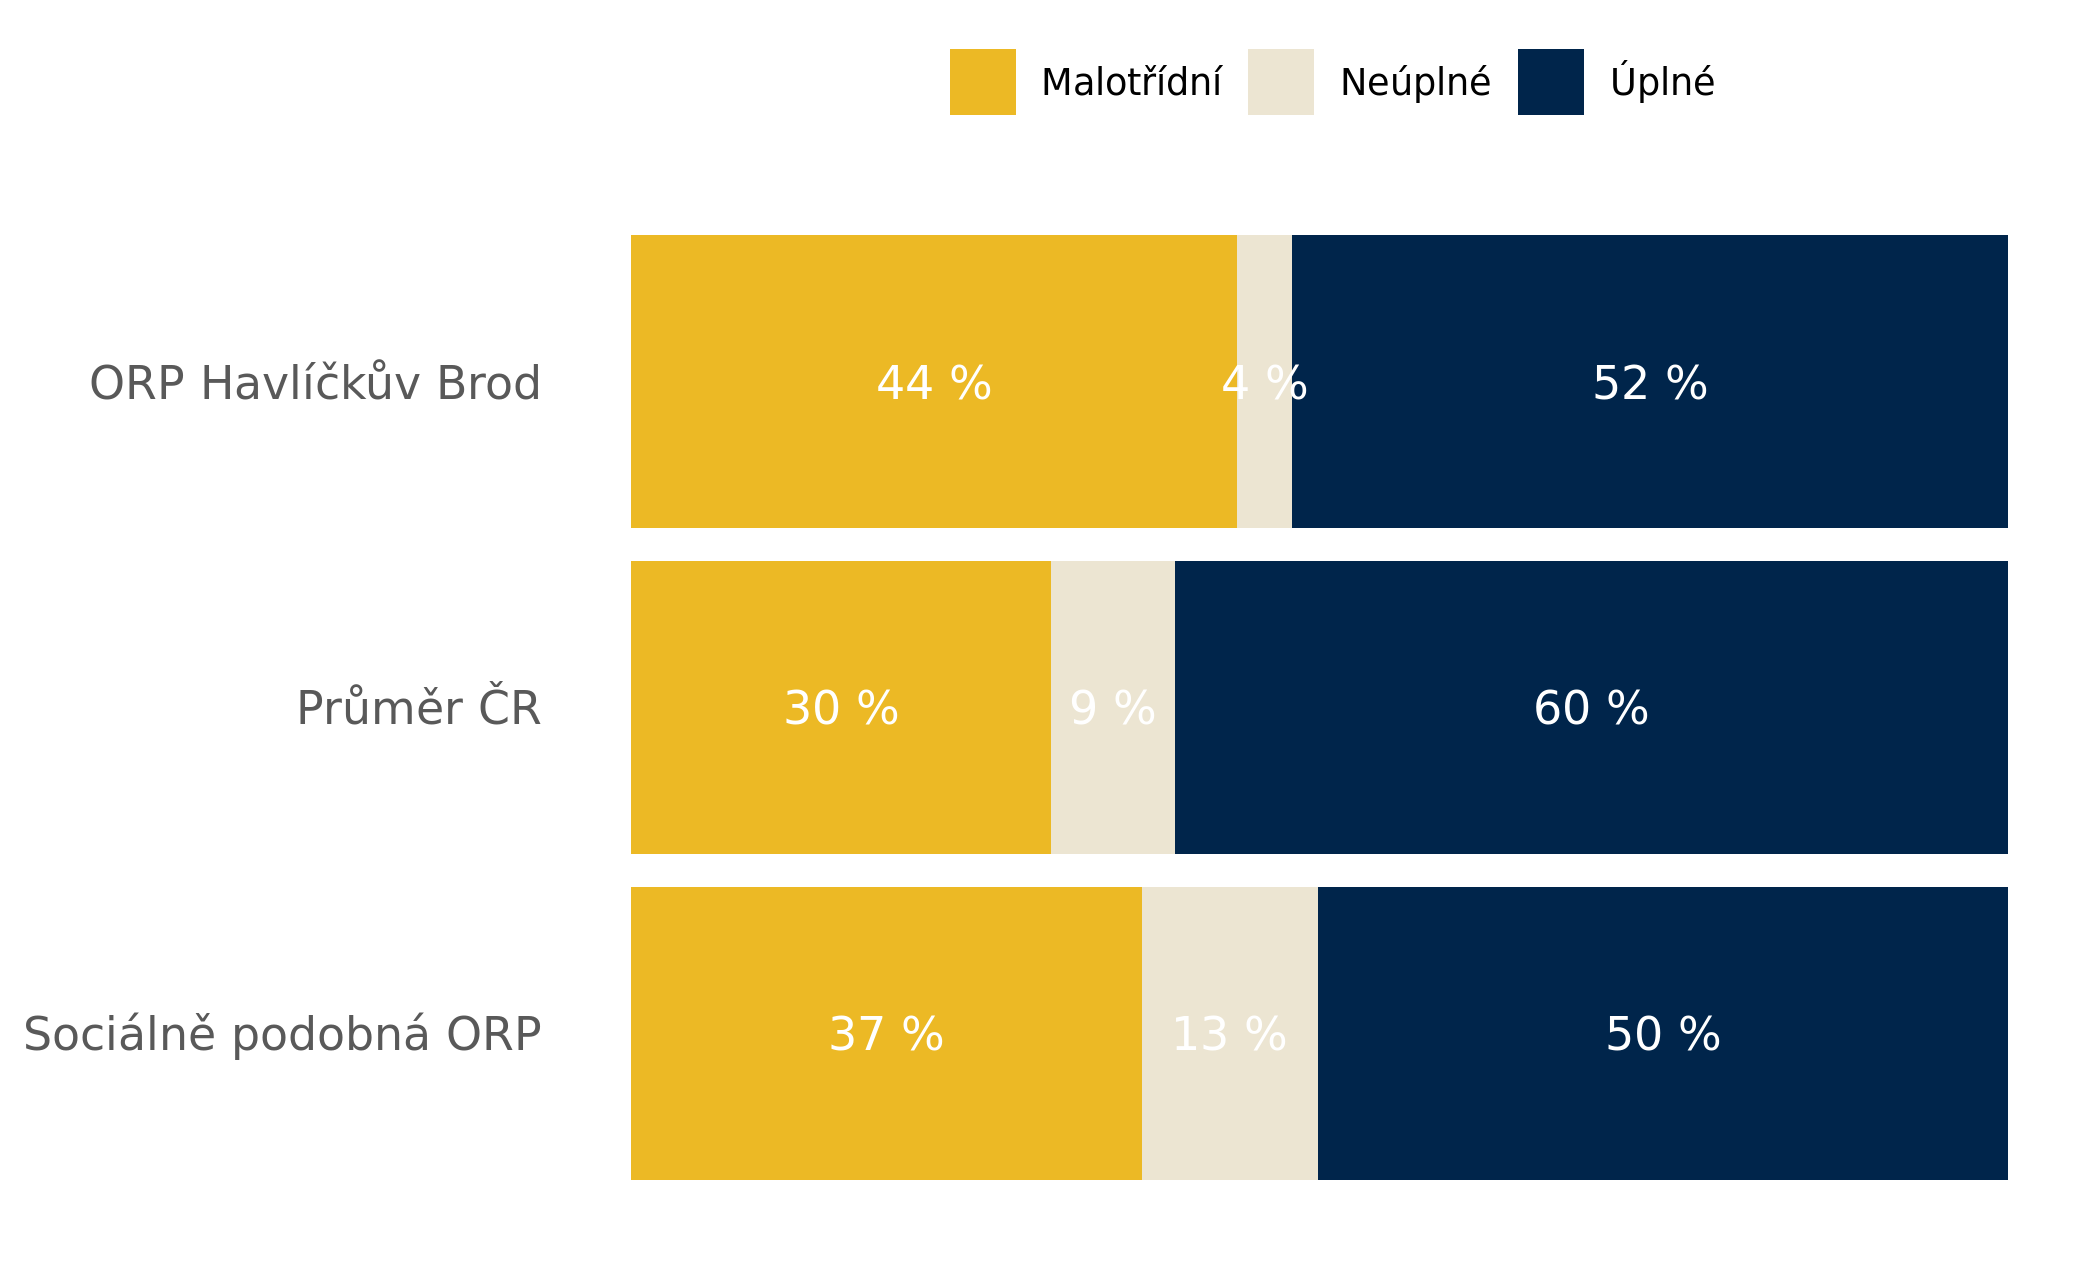 Malotřídní Neúplné Úplné
ORP Havlíčkův Brod 44 % 4 % 52 %
Průměr ČR 30 % 9 % 60 %
Sociálně podobná ORP 37 % 13 % 50 %